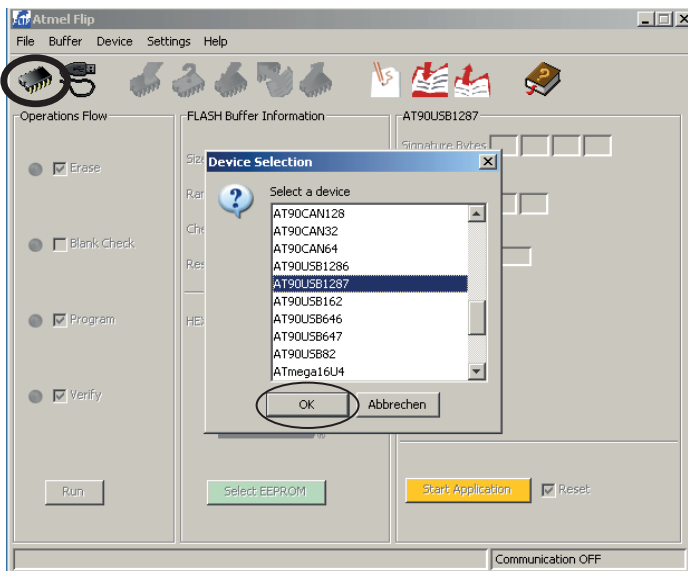 Atmel Flip
File Buffer Device Settings Help
Operations Flow
Erase
Blank Check
Program
Verify
Run
FLASH Buffer Information
Select EEPROM
AT90USB1287
Signature Bytes
Start Application
Reset
Device Selection
Select a device
AT90CAN128
AT90CAN32
AT90CAN64
AT90USB1286
AT90USB1287
AT90USB162
AT90USB646
AT90USB647
AT90USB82
ATmega16U4
OK Abbrechen
Communication OFF